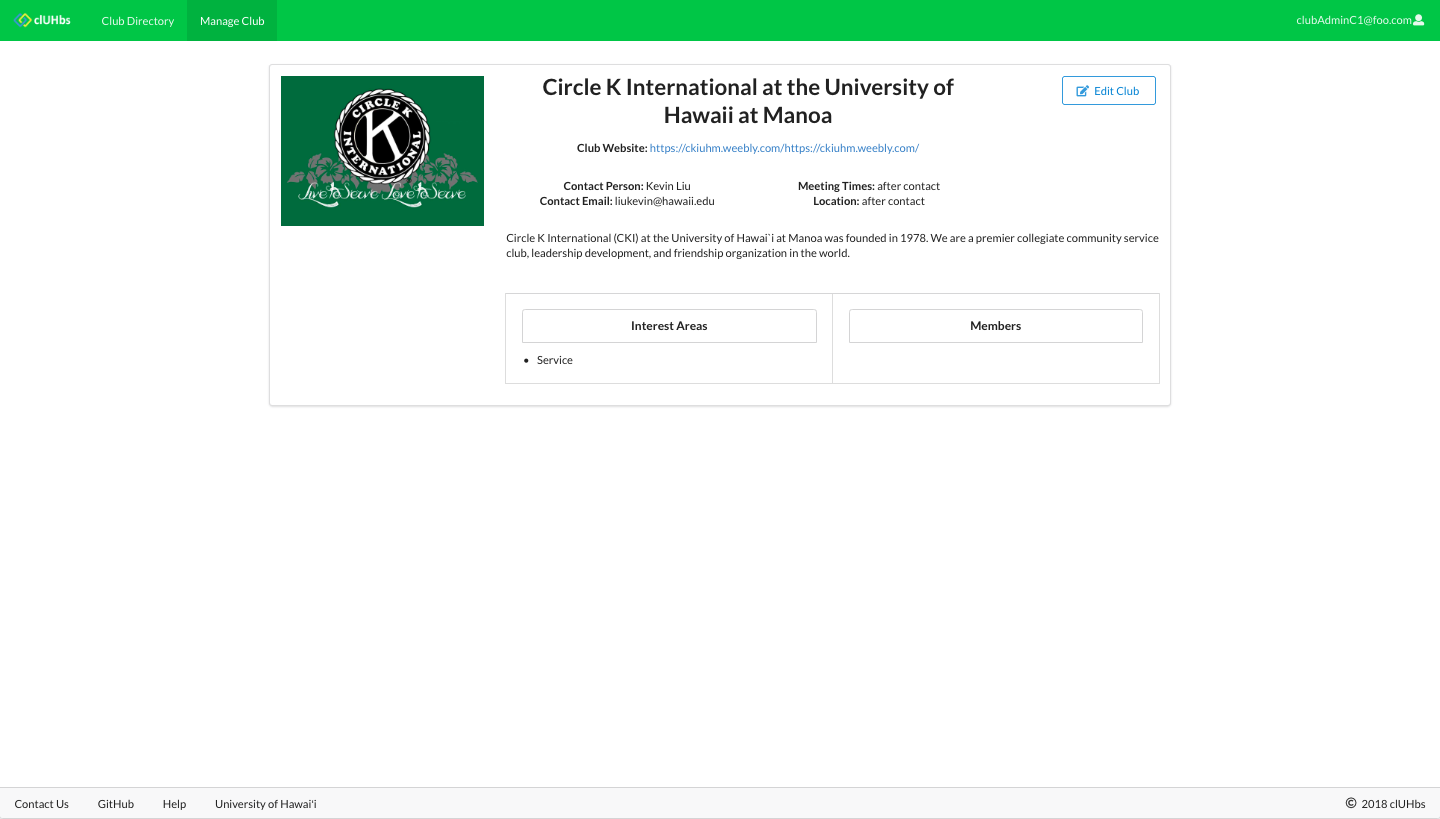 clUHbs
Club Directory
Manage Club
clubAdminC1@foo.com
CIRCLE K
K
INTERNATIONAL
Live to Serve Love to Serve
Circle K International at the University of
Hawaii at Manoa
Edit Club
Club Website: https://ckiuhm.weebly.com/https://ckiuhm.weebly.com/
Contact Person: Kevin Liu
Contact Email: liukevin@hawaii.edu
Meeting Times: after contact
Location: after contact
Circle K International (CKI) at the University of Hawai`i at Manoa was founded in 1978. We are a premier collegiate community service
club, leadership development, and friendship organization in the world.
Interest Areas
• Service
Members
Contact Us
GitHub
Help
University of Hawai'i
© 2018 clUHbs